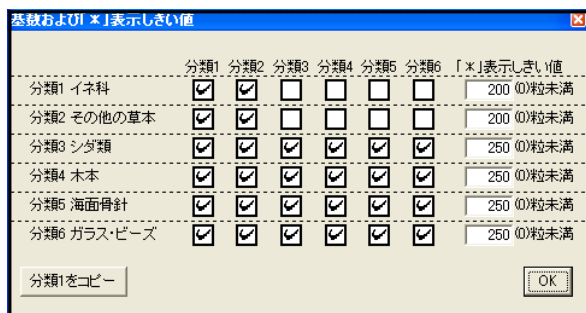 基数および「＊」表示しきい値
分類1 分類2 分類3 分類4 分類5 分類6 「＊」表示しきい値
分類1 イネ科 200 (0)粒未満
分類2 その他の草本 200 (0)粒未満
分類3 シダ類 250 (0)粒未満
分類4 木本 250 (0)粒未満
分類5 海面骨針 250 (0)粒未満
分類6 ガラス・ビーズ 250 (0)粒未満
分類1をコピー OK